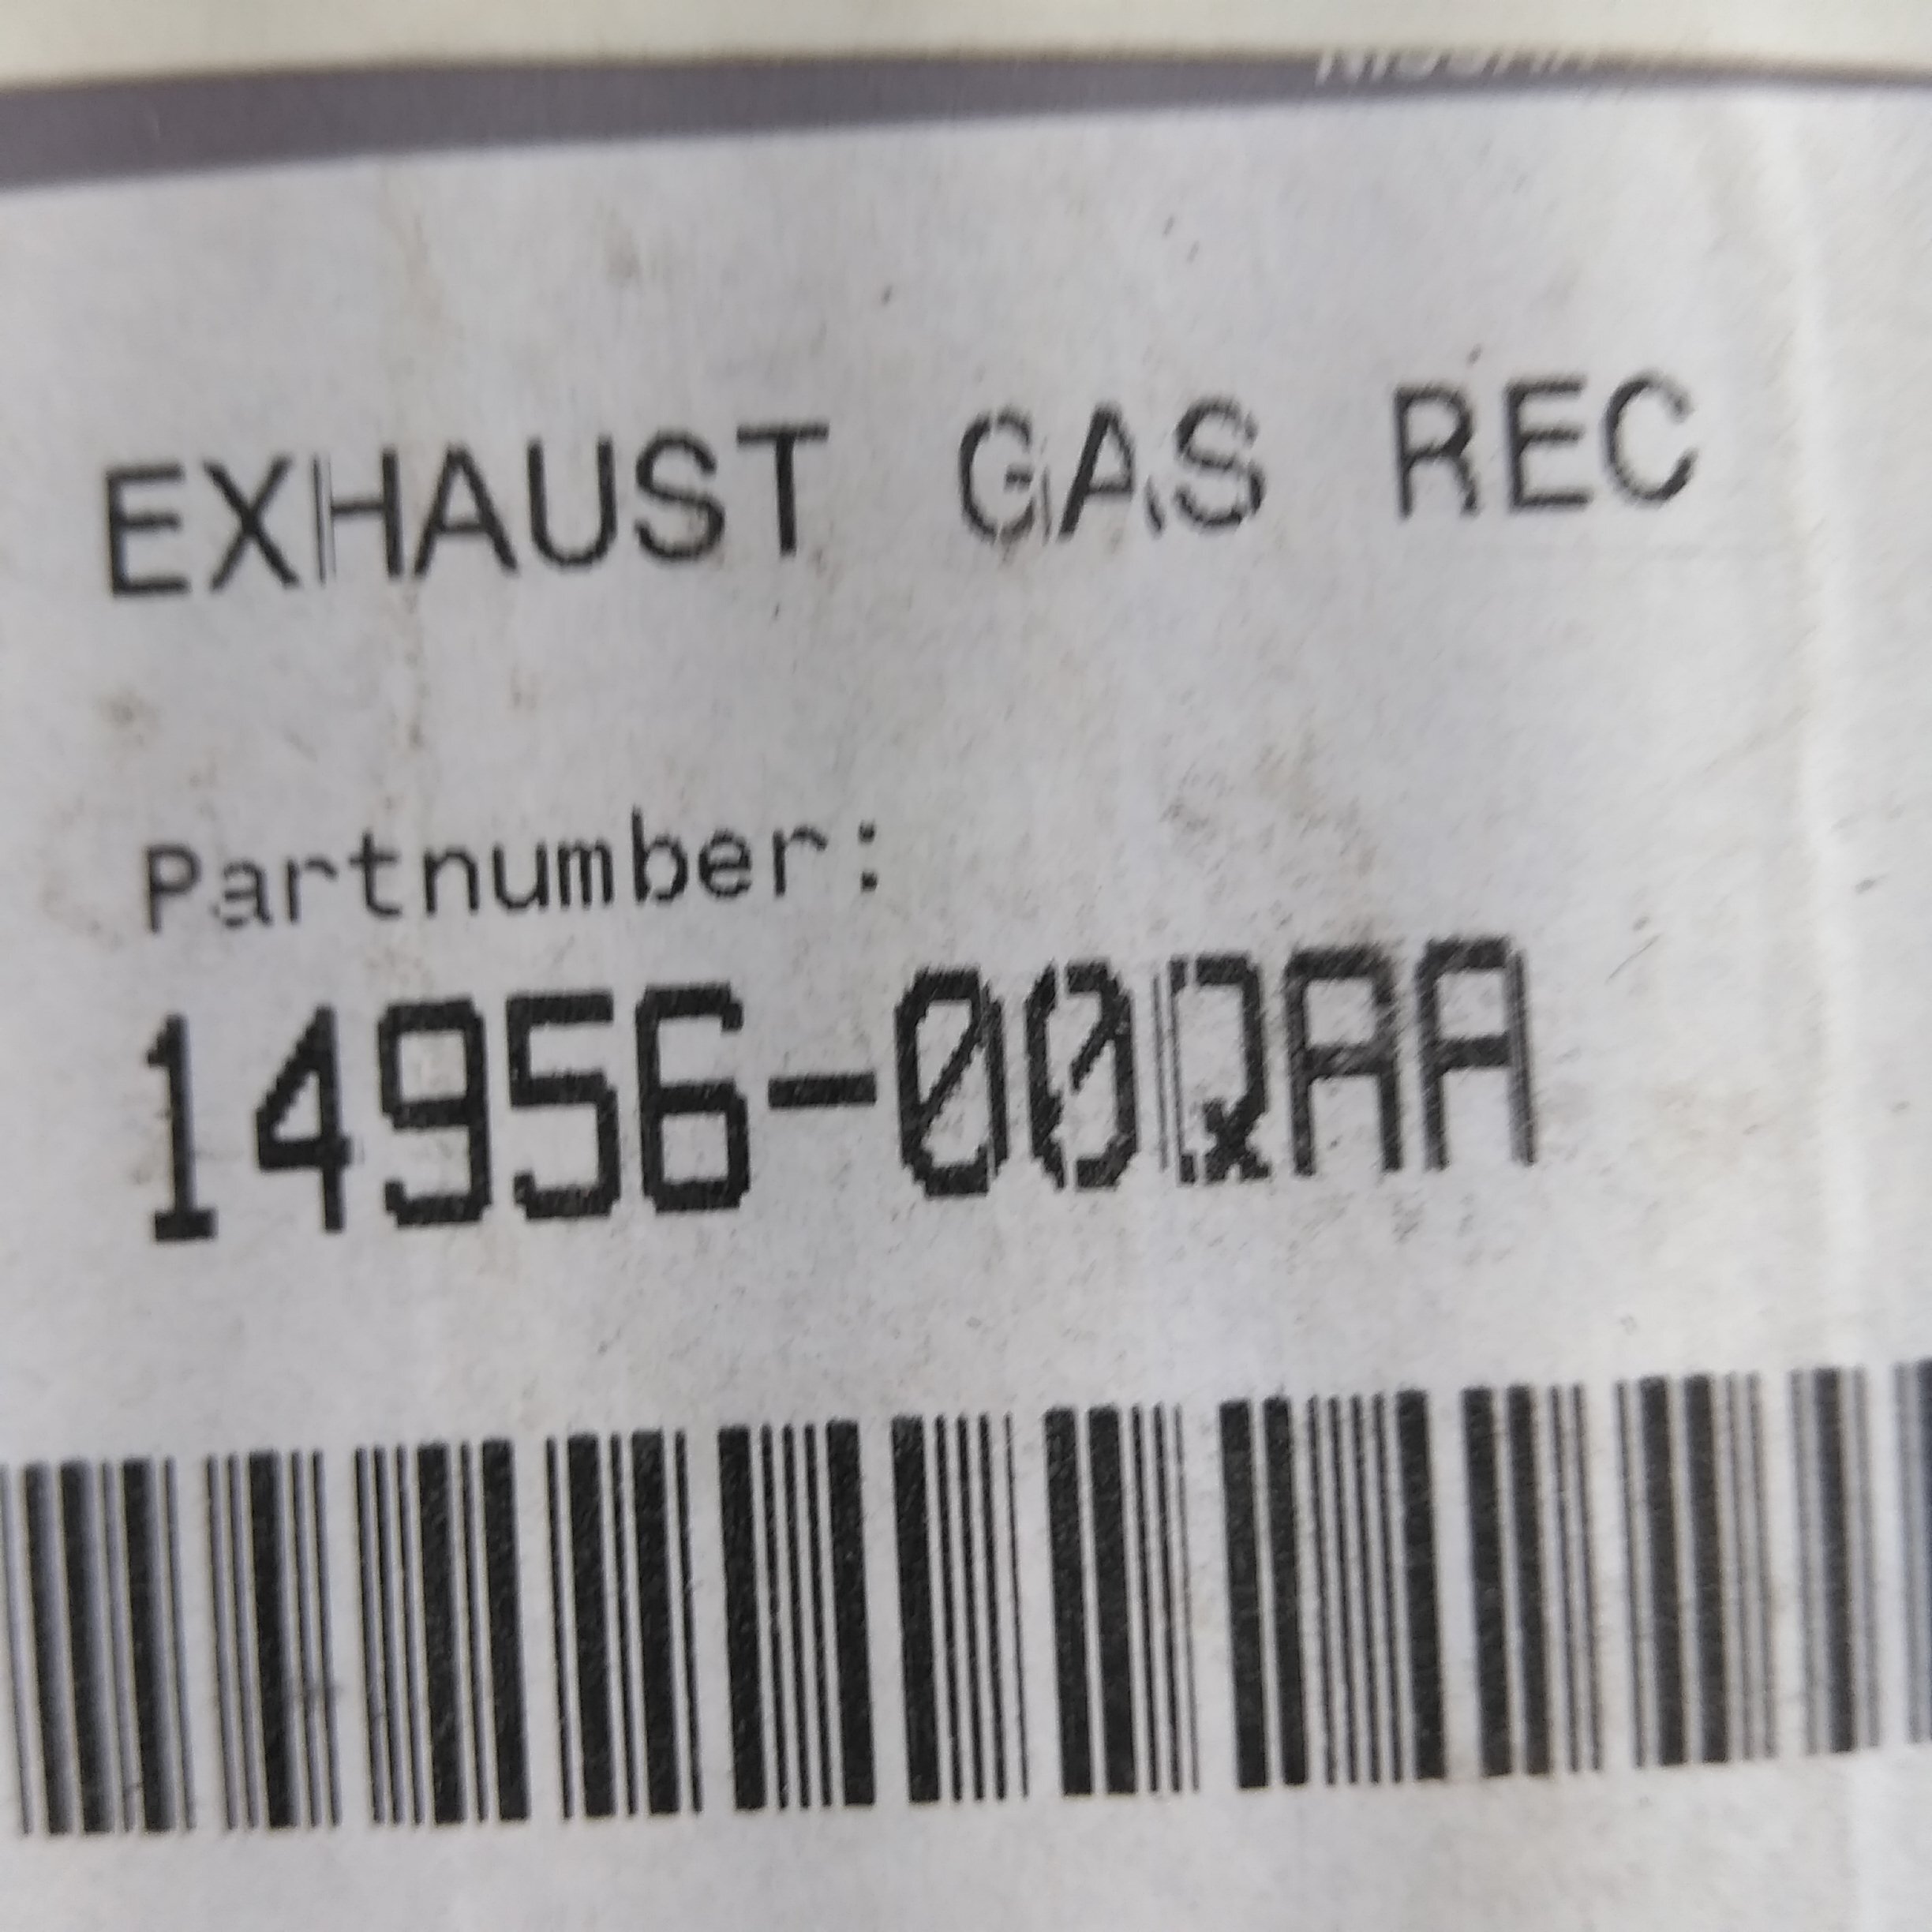 EXHAUST GAS REC
Partnumber:
14956-00QAA